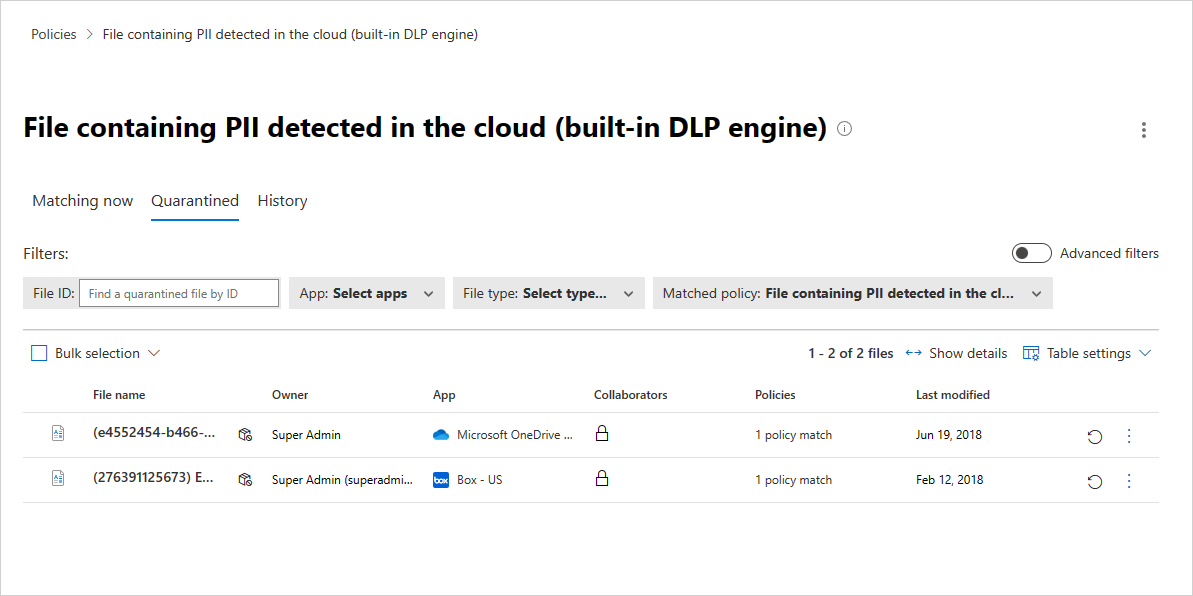 Policies > File containing PII detected in the cloud (built-in DLP engine)
File containing PII detected in the cloud (built-in DLP engine)
Matching now Quarantined History
Filters:
Advanced filters
File ID: Find a quarantined file by ID App: Select apps File type: Select type... Matched policy: File containing PII detected in the cl...
Bulk selection 1 - 2 of 2 files Show details Table settings
File name Owner App Collaborators Policies Last modified
(e4552454-b466-... Super Admin Microsoft OneDrive ... 1 policy match Jun 19, 2018
(276391125673) E... Super Admin (superadmi... box Box - US 1 policy match Feb 12, 2018